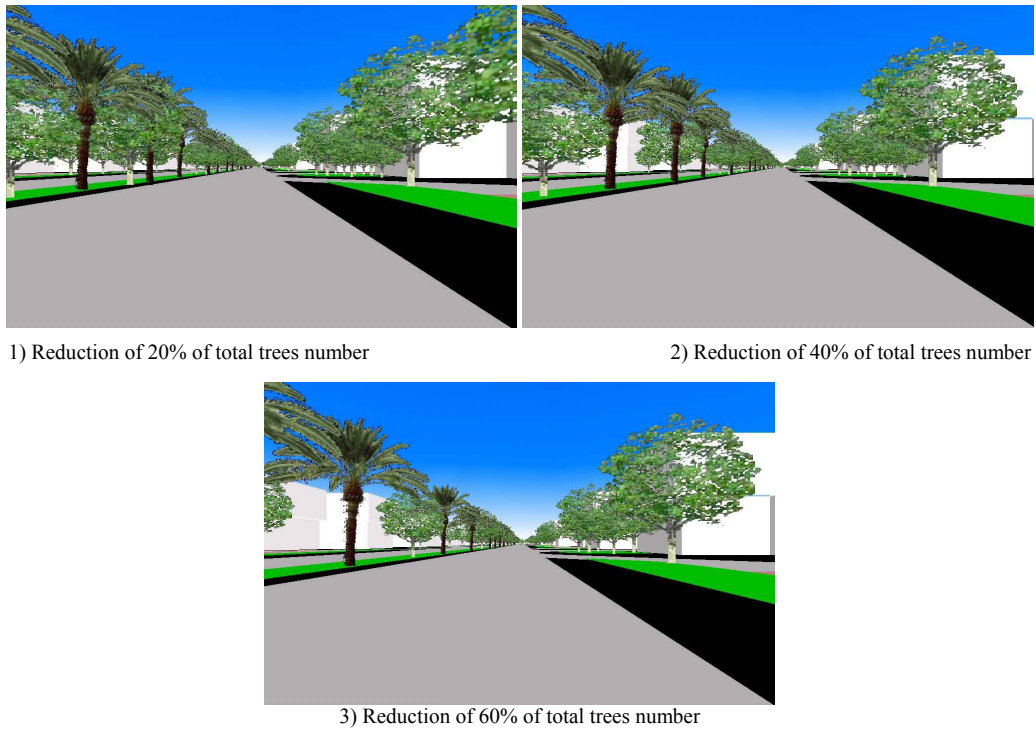 1) Reduction of 20% of total trees number
2) Reduction of 40% of total trees number
3) Reduction of 60% of total trees number